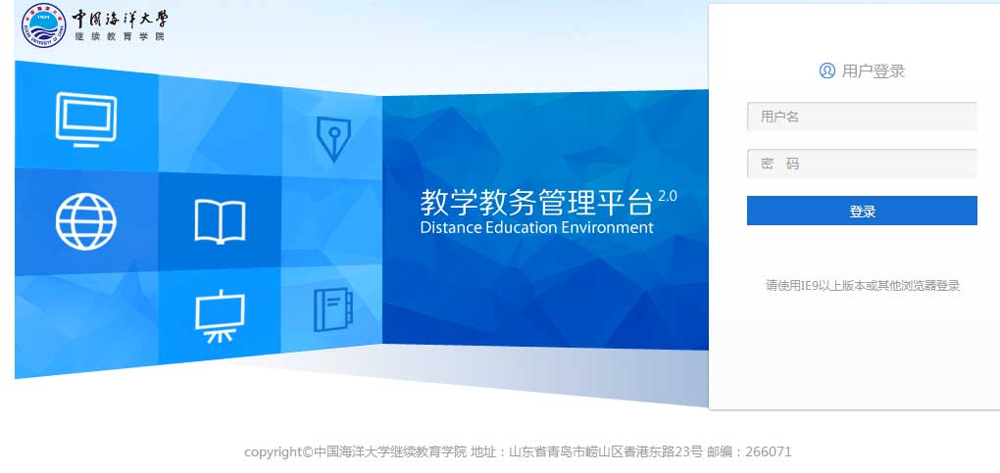 中国海洋大學
继续教育学院
用户登录
用户名
密 码
登录
教学教务管理平台2.0
Distance Education Environment
请使用IE9以上版本或其他浏览器登录
copyright©中国海洋大学继续教育学院 地址：山东省青岛市崂山区香港东路23号 邮编：266071